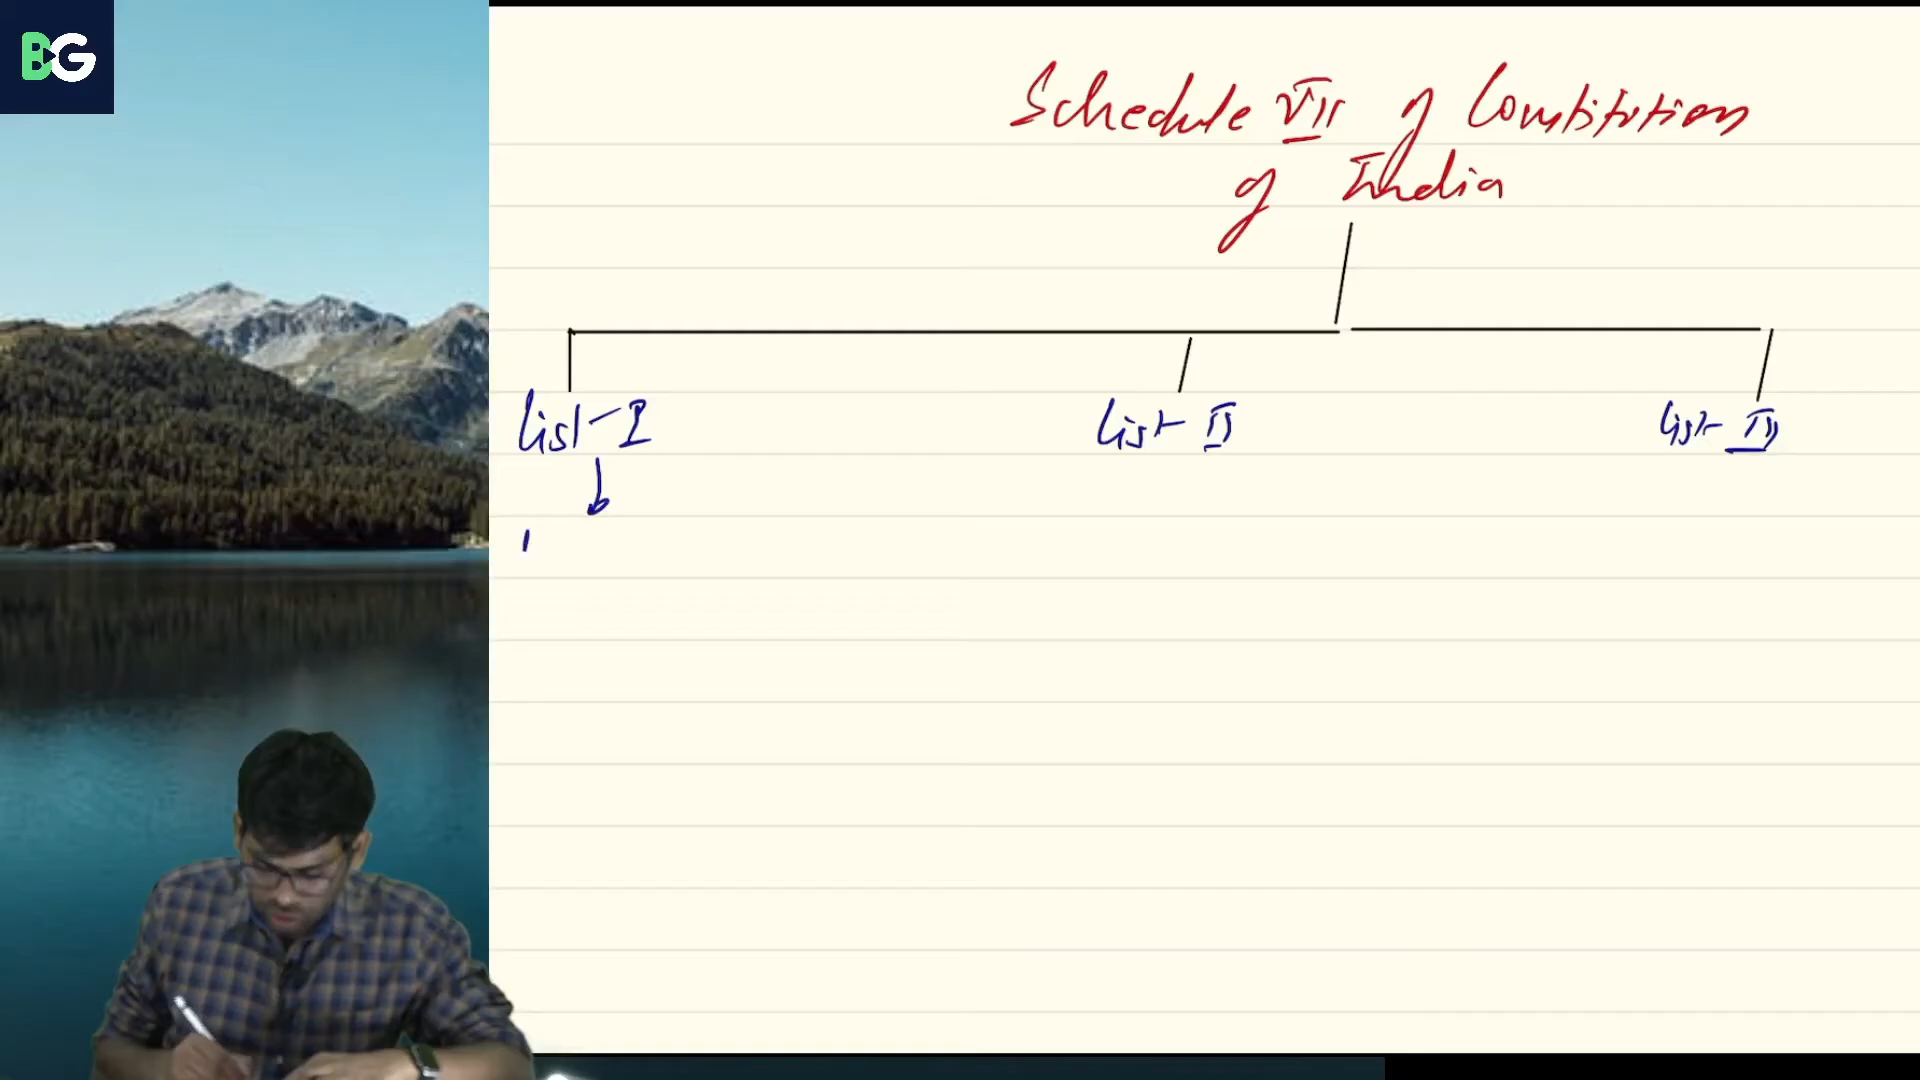 BG
Schedule VII of Constitution
of India
List-I
List-II
List-III